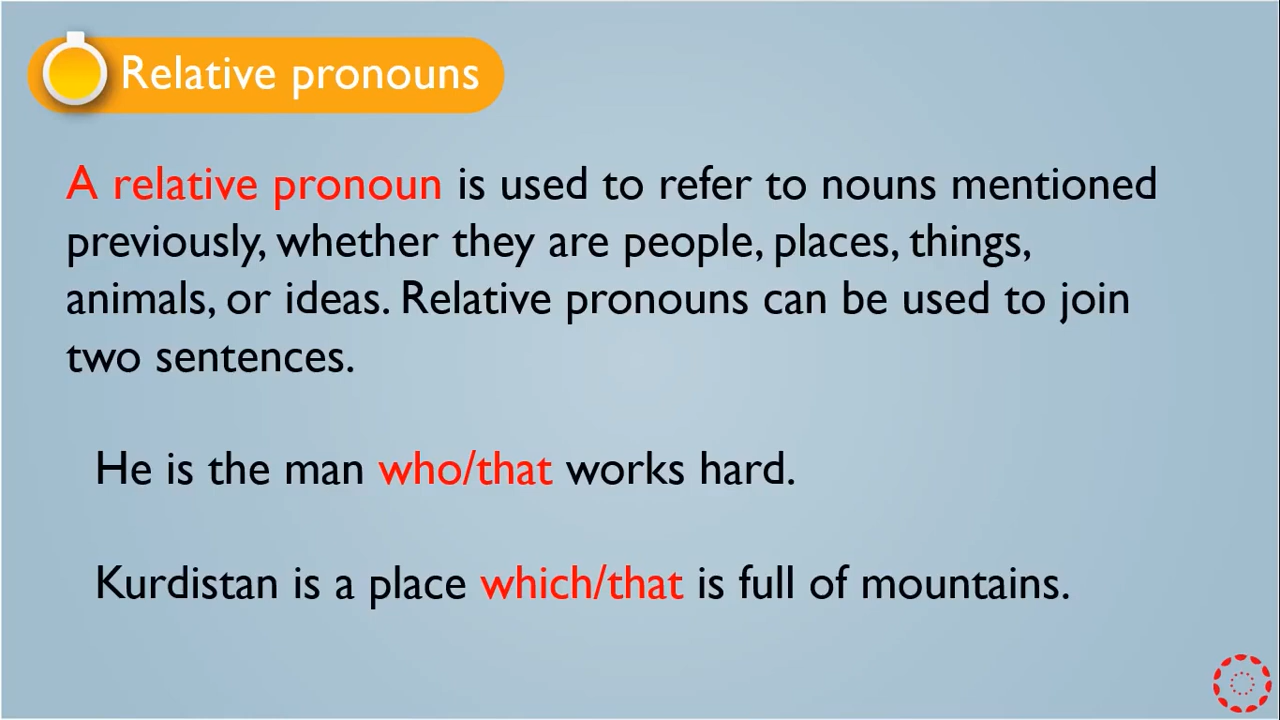 Relative pronouns
A relative pronoun is used to refer to nouns mentioned
previously, whether they are people, places, things,
animals, or ideas. Relative pronouns can be used to join
two sentences.
He is the man who/that works hard.
Kurdistan is a place which/that is full of mountains.